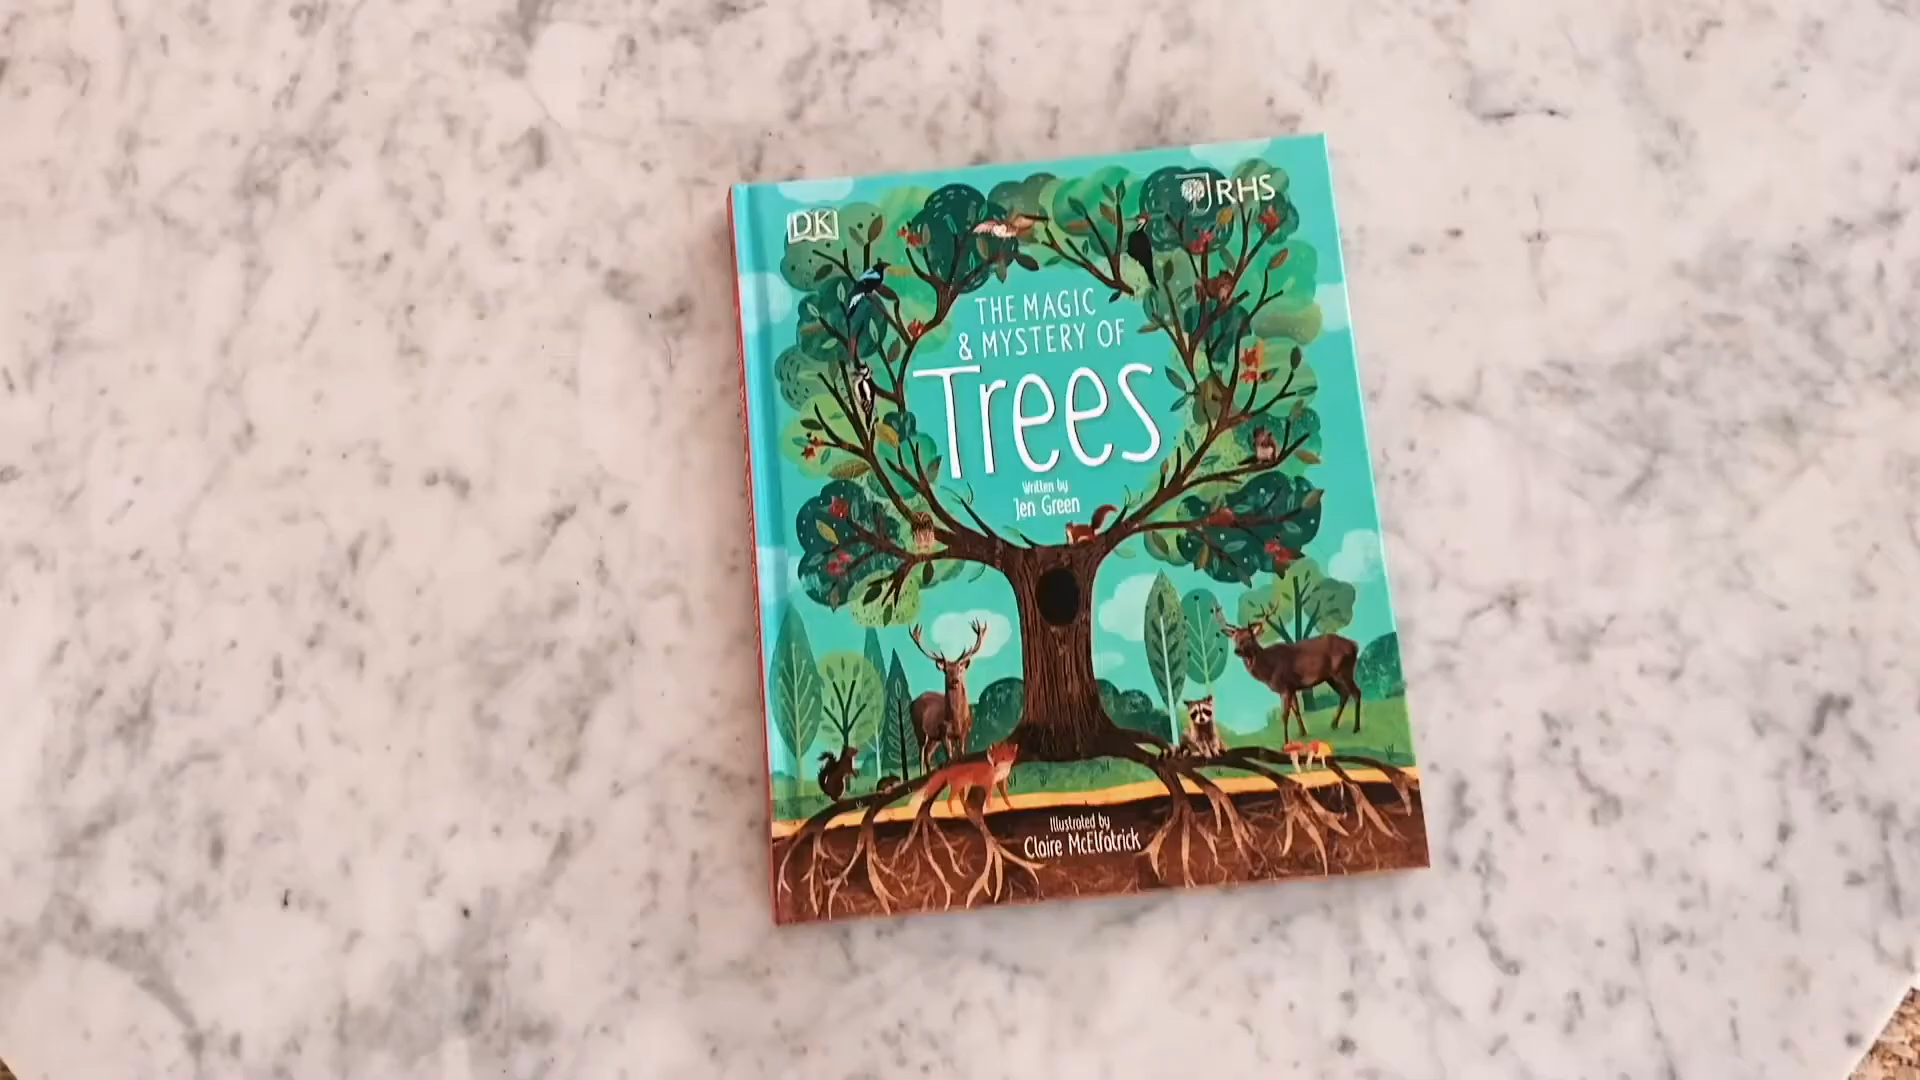 DK
RHS
THE MAGIC
& MYSTERY OF
Trees
Written by
Jen Green
Illustrated by
Claire McElfatrick